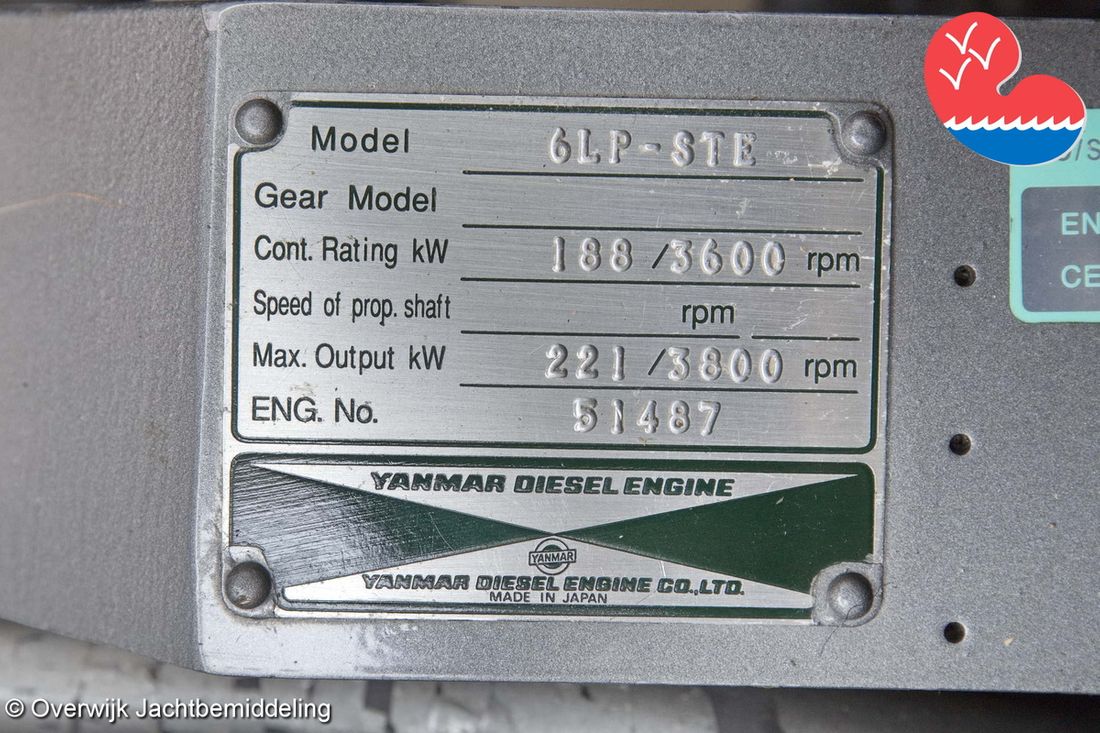 Model 6LP-STE
Gear Model
Cont. Rating kW 188/3600 rpm
Speed of prop. shaft rpm
Max. Output kW 221/3800 rpm
ENG. No. 51487
YANMAR DIESEL ENGINE
YANMAR
YANMAR DIESEL ENGINE CO.,LTD.
MADE IN JAPAN
/S
EN
CE
© Overwijk Jachtbemiddeling